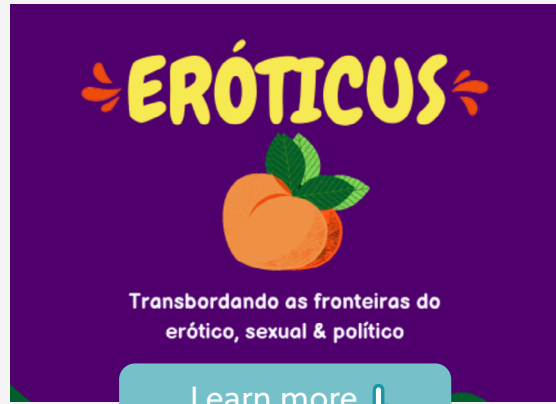 ERÓTICUS
Transbordando as fronteiras do
erótico, sexual & político
Learn more